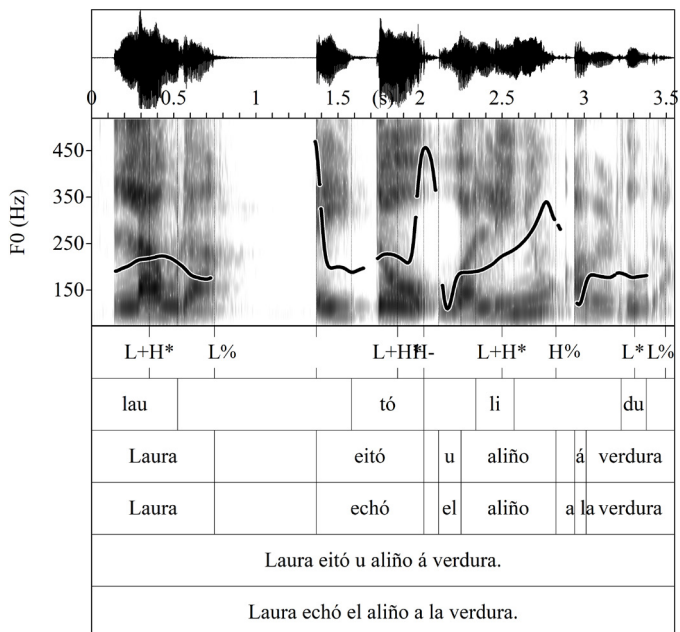 0 0.5 1 1.5 (s) 2 2.5 3 3.5
F0 (Hz)
450
350
250
150
L+H* L% L+H* H- L+H* H% L* L%
lau tó li du
Laura eitó u aliño á verdura
Laura echó el aliño a la verdura
Laura eitó u aliño á verdura.
Laura echó el aliño a la verdura.